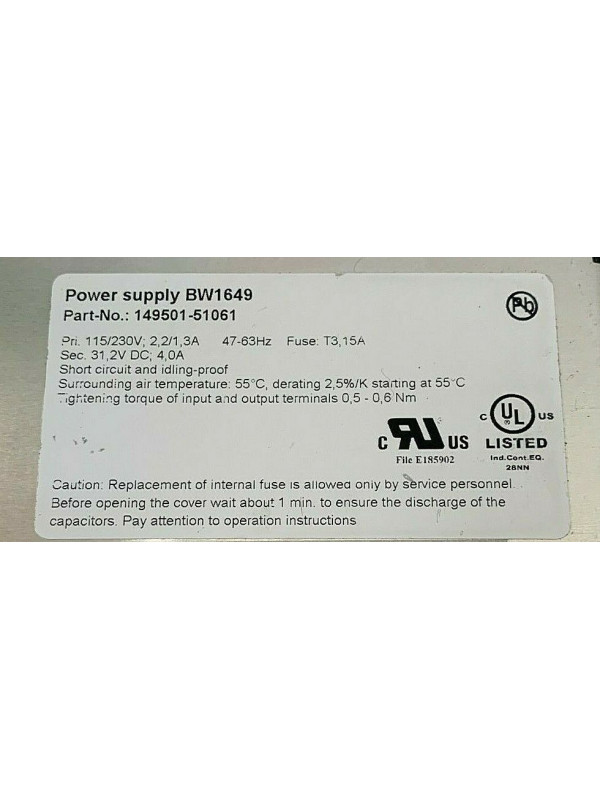 Power supply BW1649
Part-No.: 149501-51061
Pb
Pri. 115/230V; 2,2/1,3A 47-63Hz Fuse: T3,15A
Sec. 31,2V DC; 4,0A
Short circuit and idling-proof
Surrounding air temperature: 55°C, derating 2,5%/K starting at 55°C
Tightening torque of input and output terminals 0,5 - 0,6 Nm
c RU US
File E185902
c UL US
LISTED
Ind.Cont.EQ.
28NN
Caution: Replacement of internal fuse is allowed only by service personnel.
Before opening the cover wait about 1 min. to ensure the discharge of the
capacitors. Pay attention to operation instructions